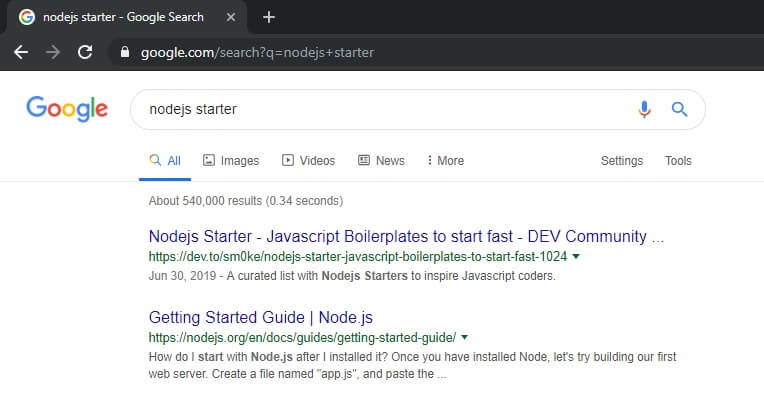 nodejs starter - Google Search
google.com/search?q=nodejs+starter
Google
nodejs starter
All Images Videos News More Settings Tools
About 540,000 results (0.34 seconds)
Nodejs Starter - Javascript Boilerplates to start fast - DEV Community ...
https://dev.to/sm0ke/nodejs-starter-javascript-boilerplates-to-start-fast-1024
Jun 30, 2019 - A curated list with Nodejs Starters to inspire Javascript coders.
Getting Started Guide | Node.js
https://nodejs.org/en/docs/guides/getting-started-guide/
How do I start with Node.js after I installed it? Once you have installed Node, let's try building our first
web server. Create a file named "app.js", and paste the ...